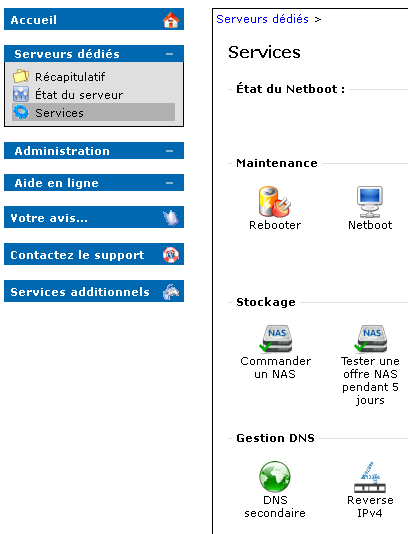 Accueil
Serveurs dédiés
Récapitulatif
État du serveur
Services
Administration
Aide en ligne
Votre avis...
Contactez le support
Services additionnels
Serveurs dédiés >
Services
État du Netboot :
Maintenance
Rebooter
Netboot
Stockage
NAS
Commander
un NAS
NAS
Tester une
offre NAS
pendant 5
jours
Gestion DNS
DNS
secondaire
Reverse
IPv4